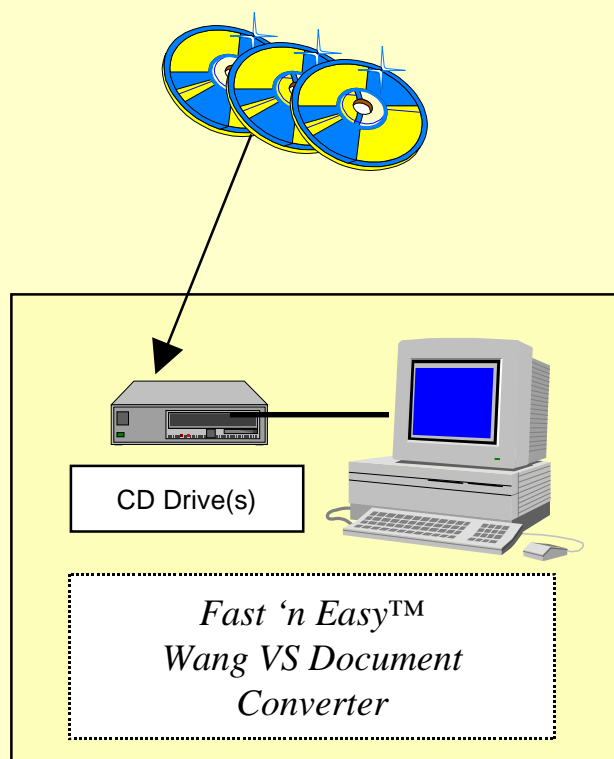 CD Drive(s)
Fast ‘n Easy™
Wang VS Document
Converter